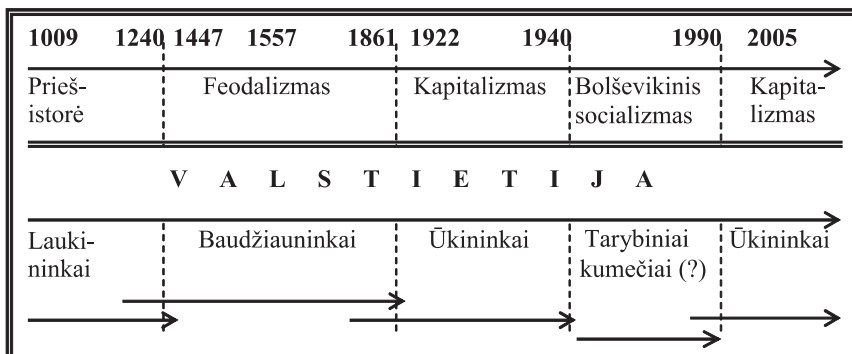 1009 1240 1447 1557 1861 1922 1940 1990 2005
Prieš- Feodalizmas Kapitalizmas Bolševikinis Kapita-
istorė socializmas lizmas
V A L S T I E T I J A
Lauki- Baudžiauninkai Ūkininkai Tarybiniai Ūkininkai
ninkai kumečiai (?)